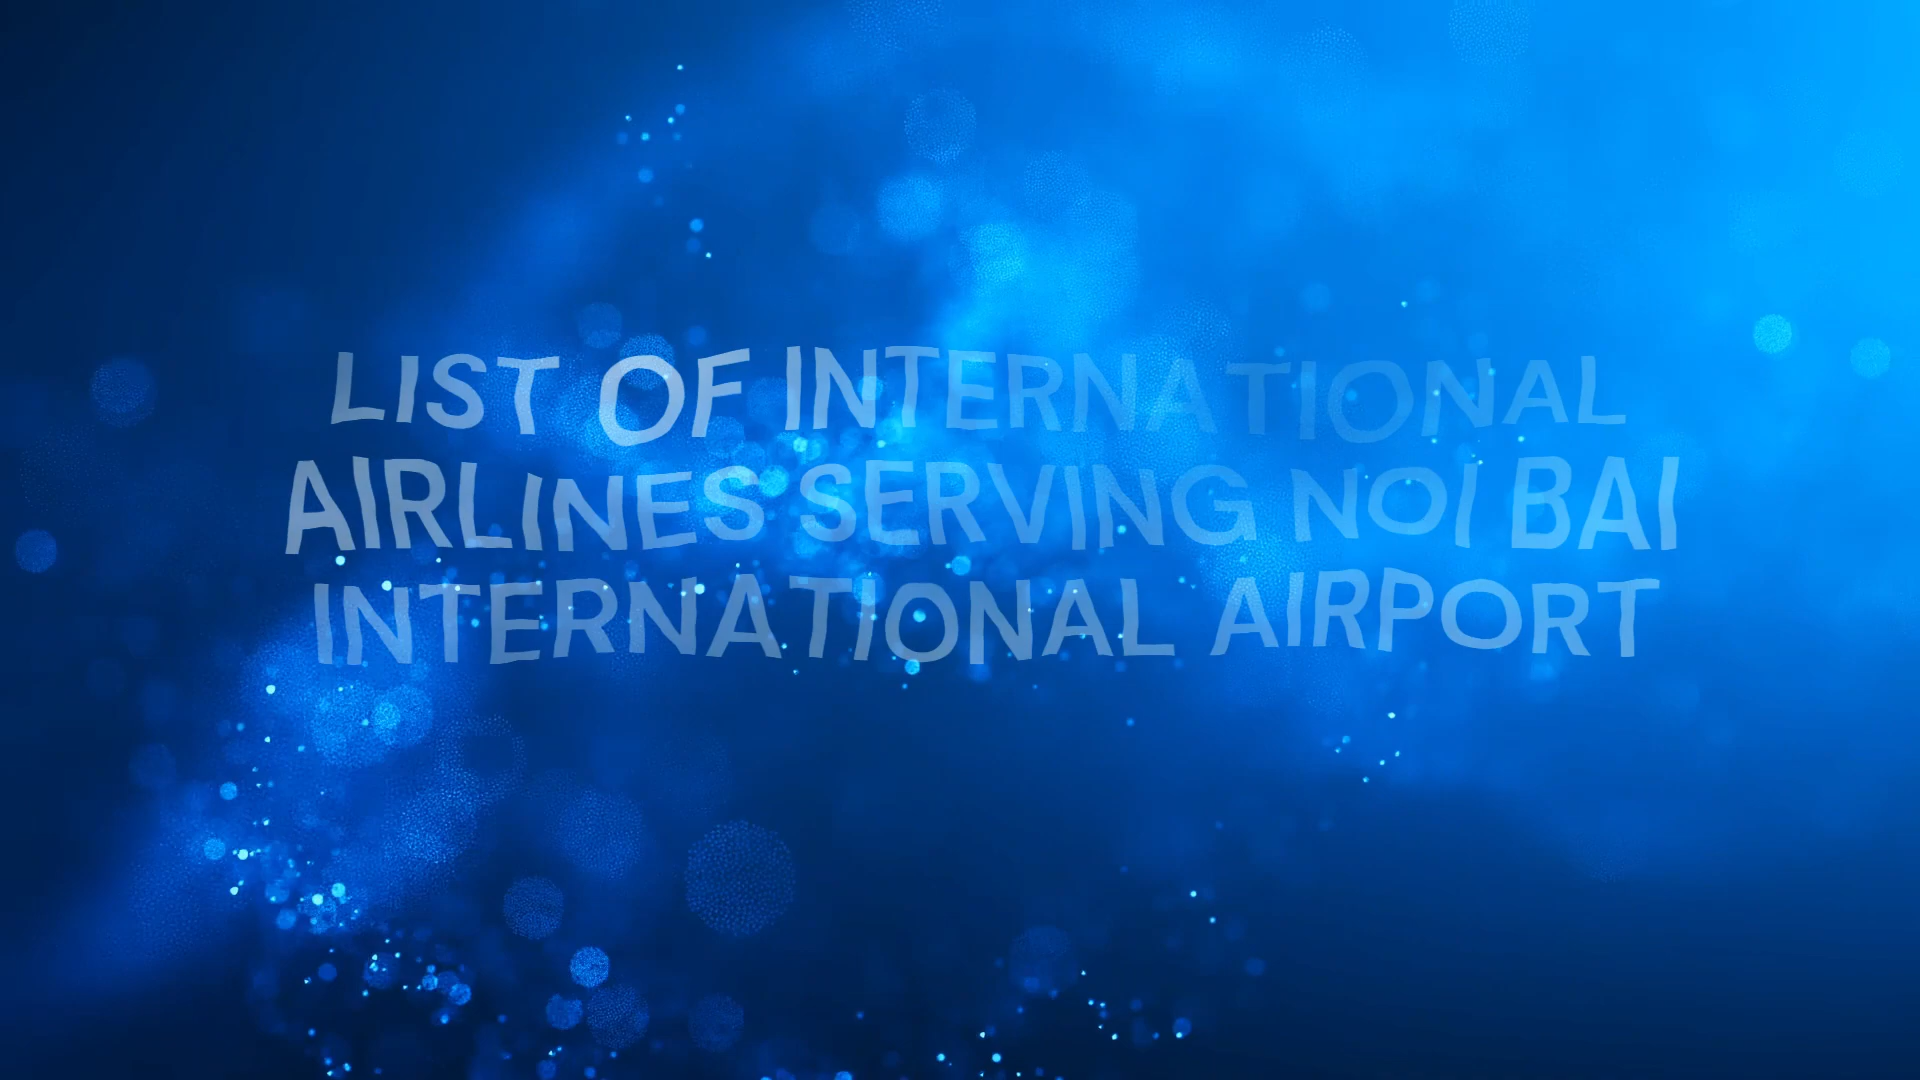 LIST OF INTERNATIONAL
AIRLINES SERVING NOI BAI
INTERNATIONAL AIRPORT